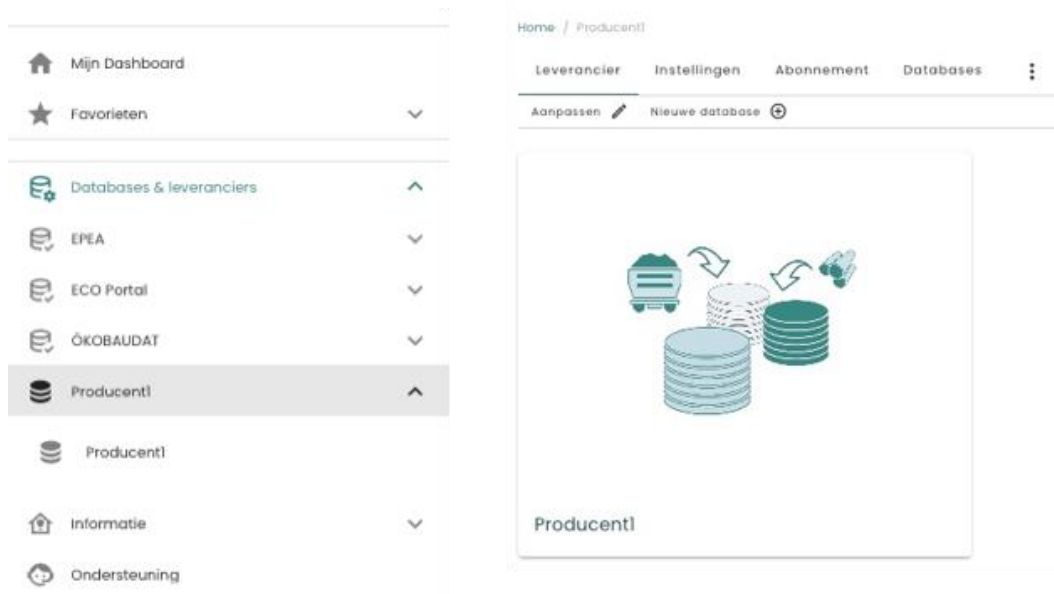 Mijn Dashboard
Favorieten
Databases & leveranciers
EPEA
ECO Portal
ÖKOBAUDAT
Producent1
Producent1
Informatie
Ondersteuning
Home / Producent1
Leverancier Instellingen Abonnement Databases
Aanpassen Nieuwe database
Producent1